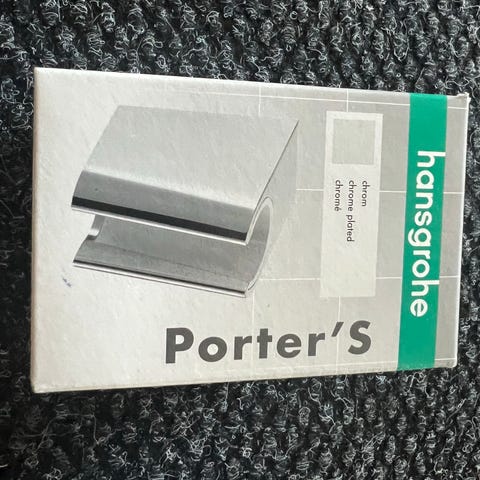 hansgrohe
chrom
chrome plated
chromé
Porter'S